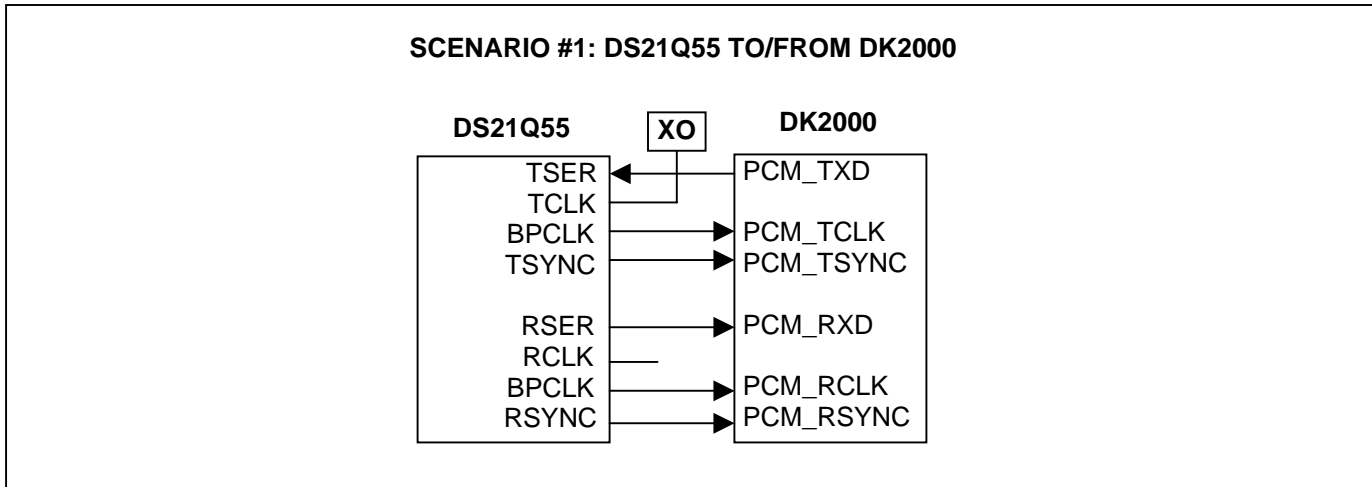 SCENARIO #1: DS21Q55 TO/FROM DK2000
DS21Q55
XO
DK2000
TSER
TCLK
BPCLK
TSYNC
RSER
RCLK
BPCLK
RSYNC
PCM_TXD
PCM_TCLK
PCM_TSYNC
PCM_RXD
PCM_RCLK
PCM_RSYNC